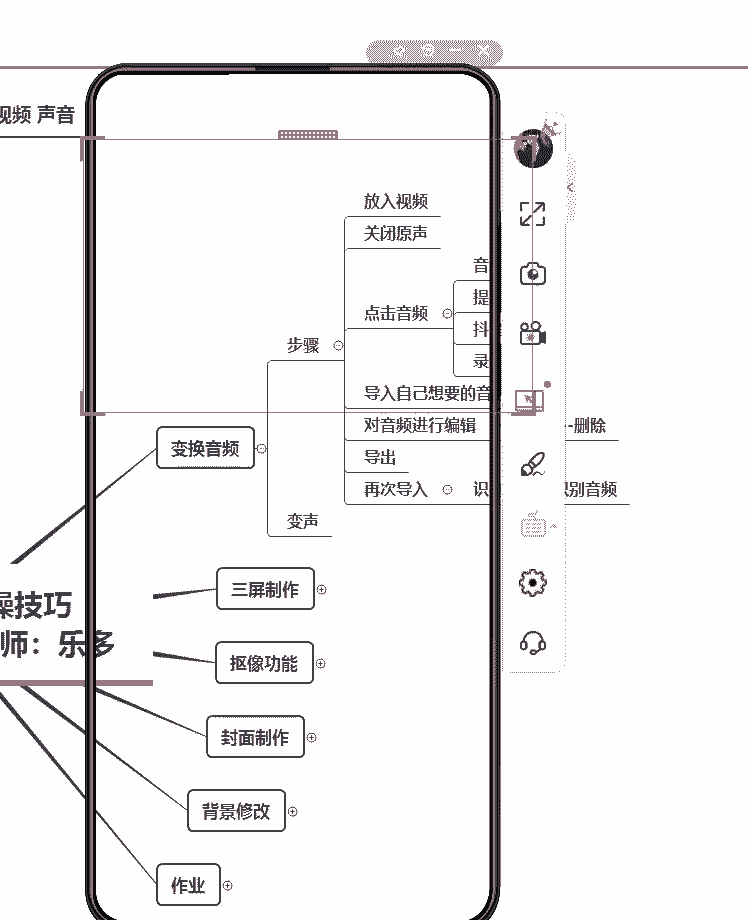 视频 声音
放入视频
关闭原声
音
提
点击音频
抖
步骤
录
导入自己想要的音
对音频进行编辑
--删除
变换音频
导出
再次导入
识
识别音频
变声
三屏制作
操技巧
师：乐多
抠像功能
封面制作
背景修改
作业